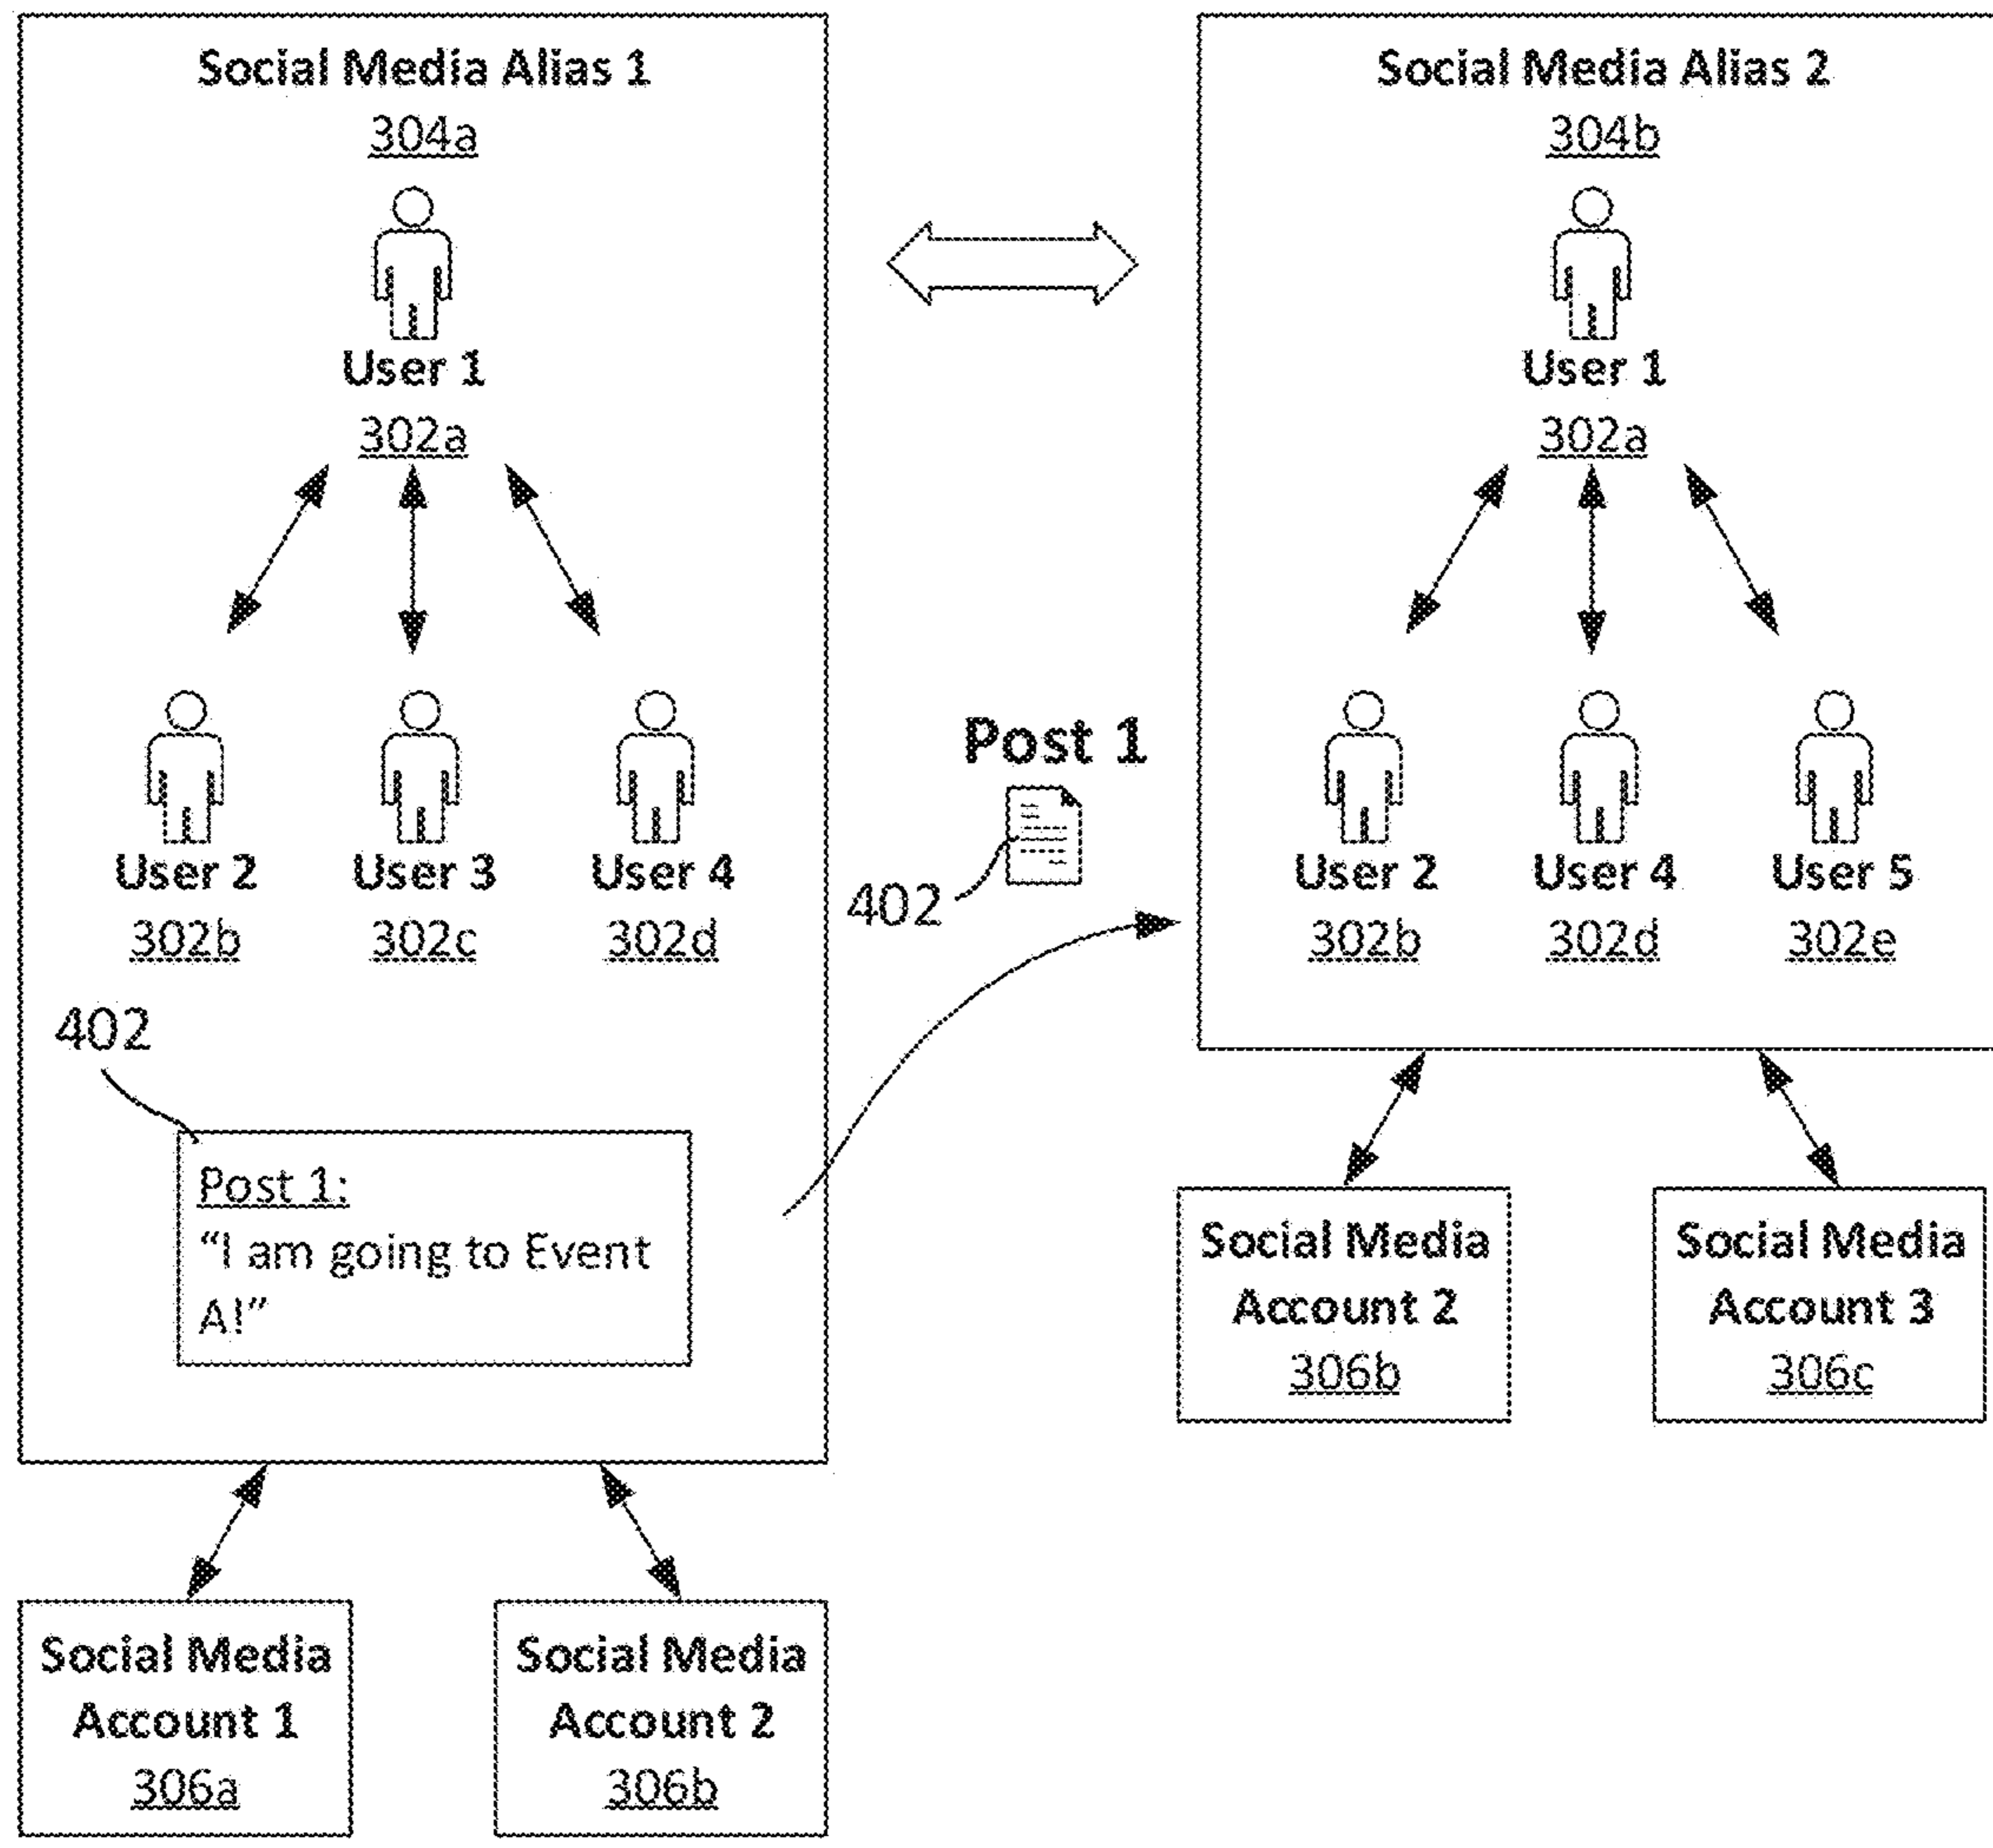 Social Media Alias 1
304a
User 1
302a
User 2
302b
User 3
302c
User 4
302d
402
Post 1:
“I am going to Event
A!”
Social Media
Account 1
306a
Social Media
Account 2
306b
Post 1
402
Social Media Alias 2
304b
User 1
302a
User 2
302b
User 4
302d
User 5
302e
Social Media
Account 2
306b
Social Media
Account 3
306c